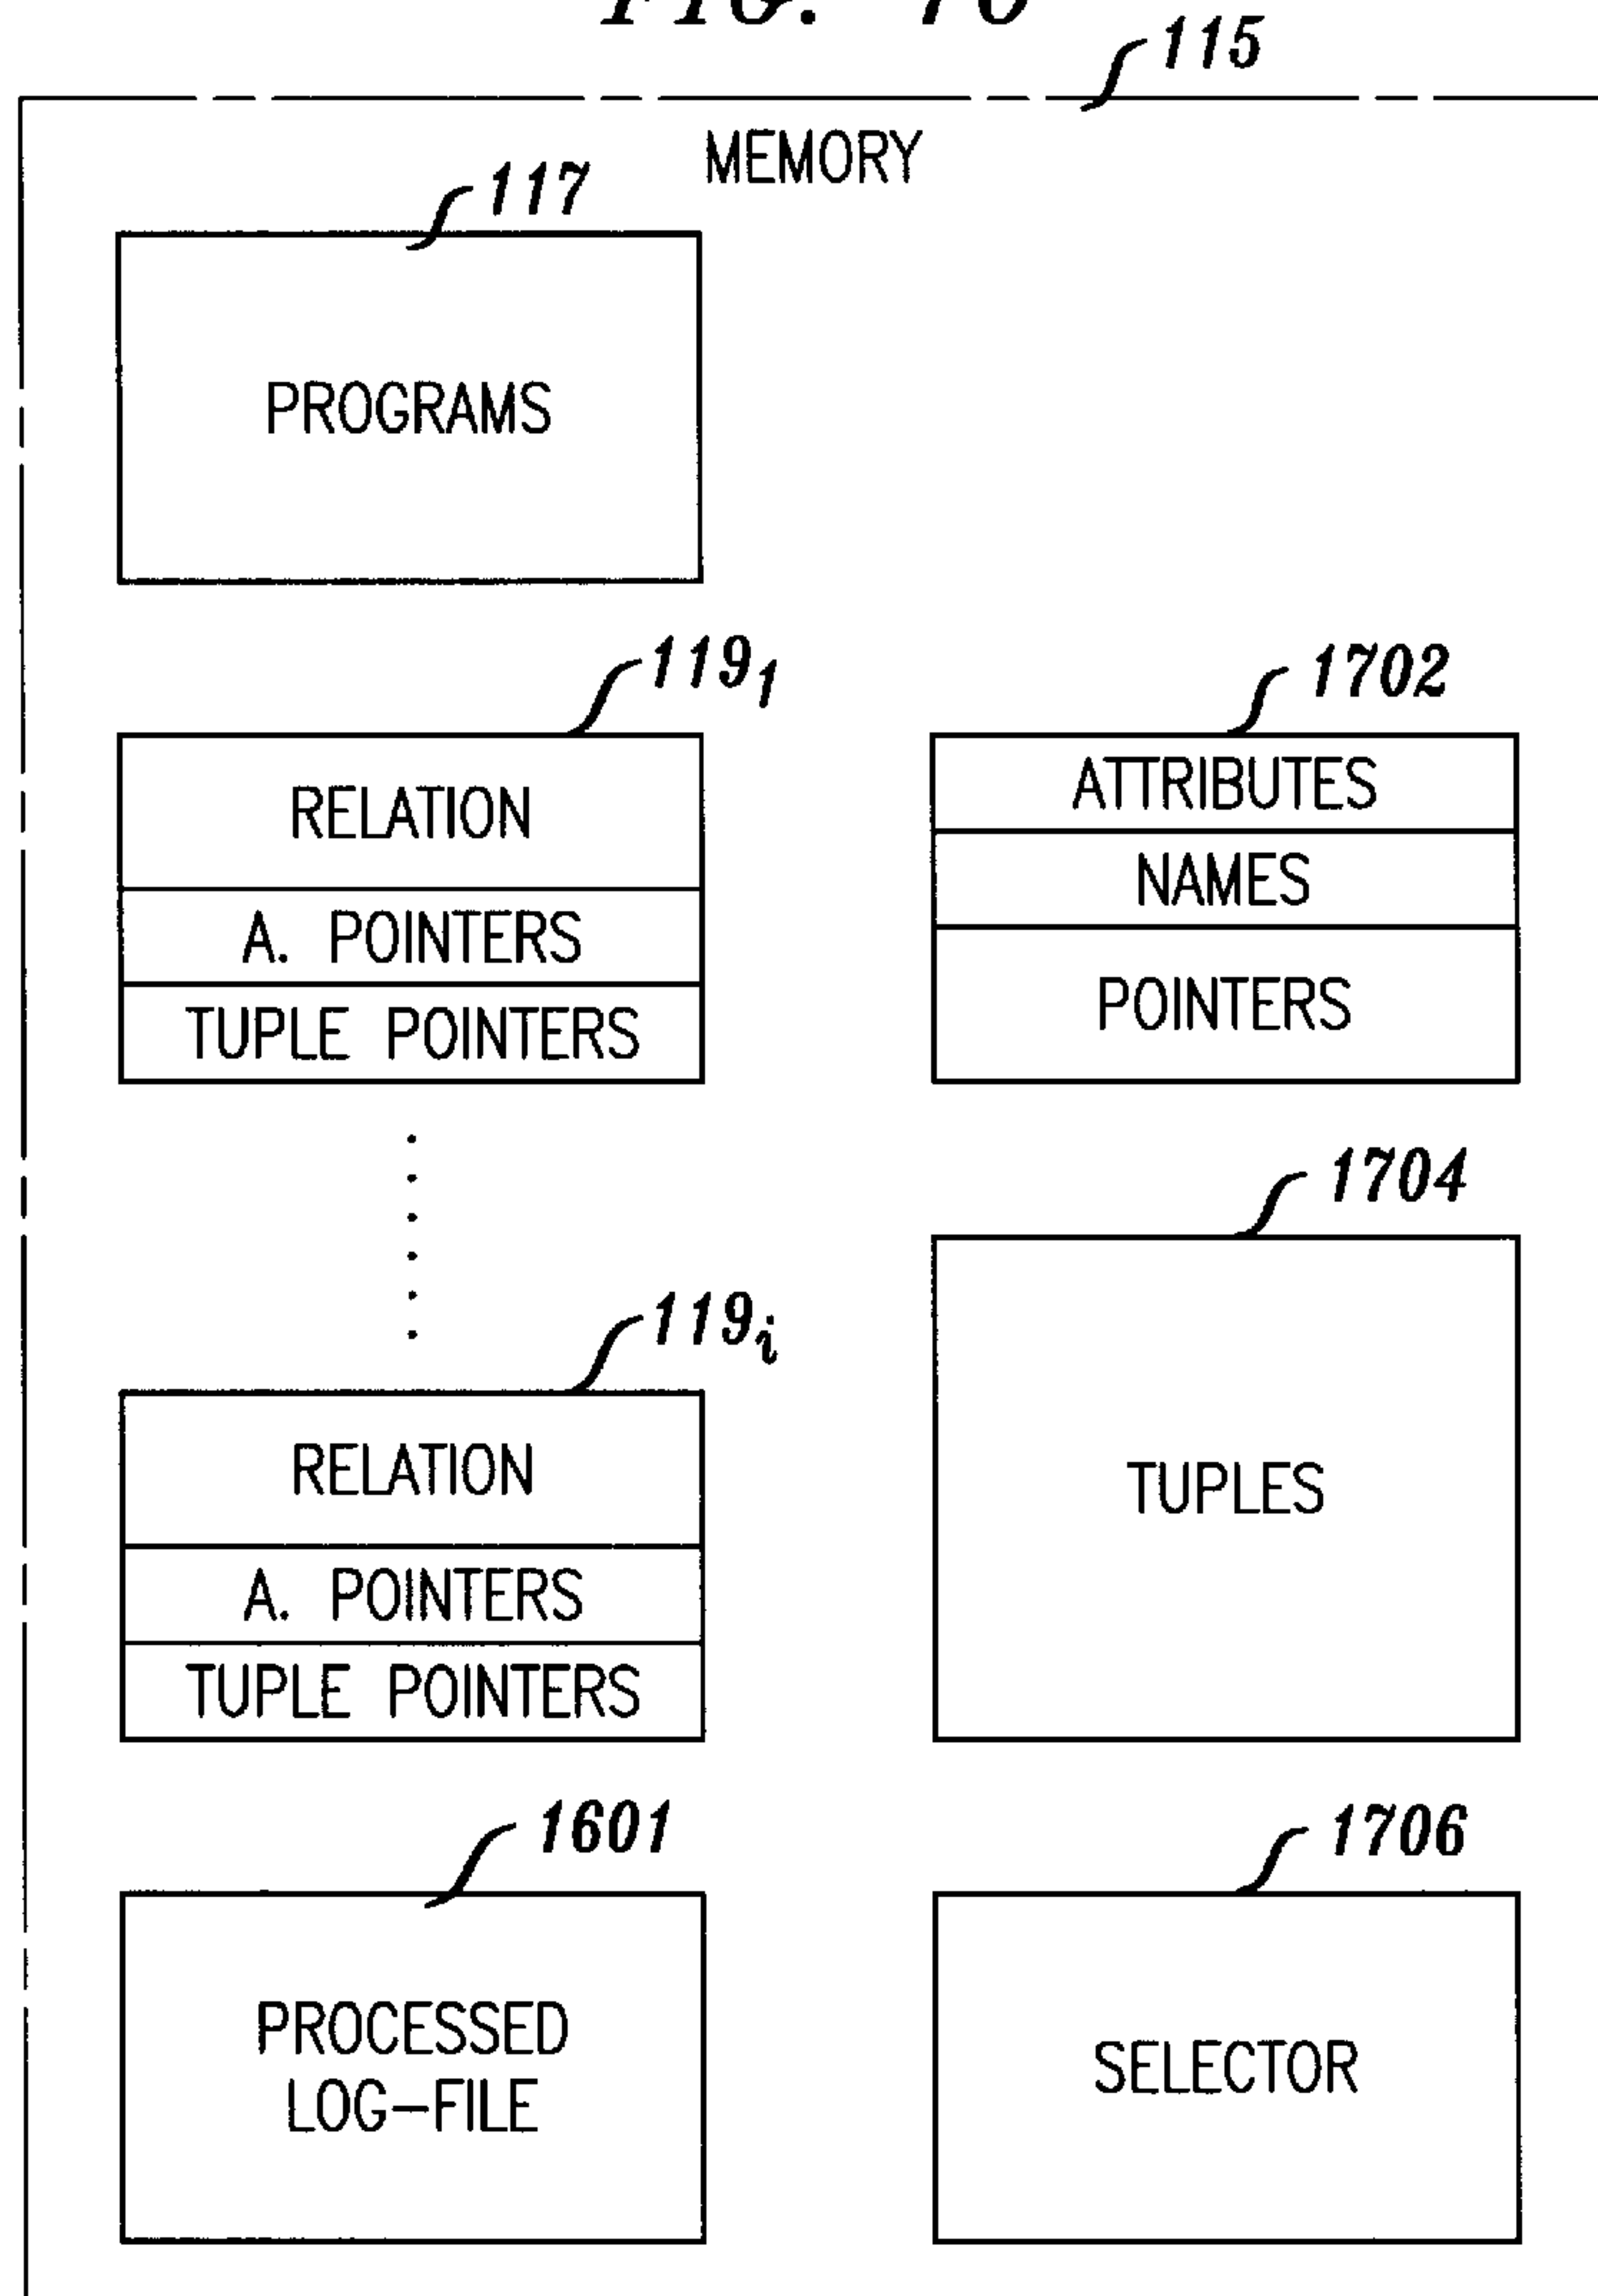 FIG.
115
MEMORY
117
PROGRAMS
119₁
RELATION
A. POINTERS
TUPLE POINTERS
1702
ATTRIBUTES
NAMES
POINTERS
1704
TUPLES
119ᵢ
RELATION
A. POINTERS
TUPLE POINTERS
1601
PROCESSED
LOG-FILE
1706
SELECTOR